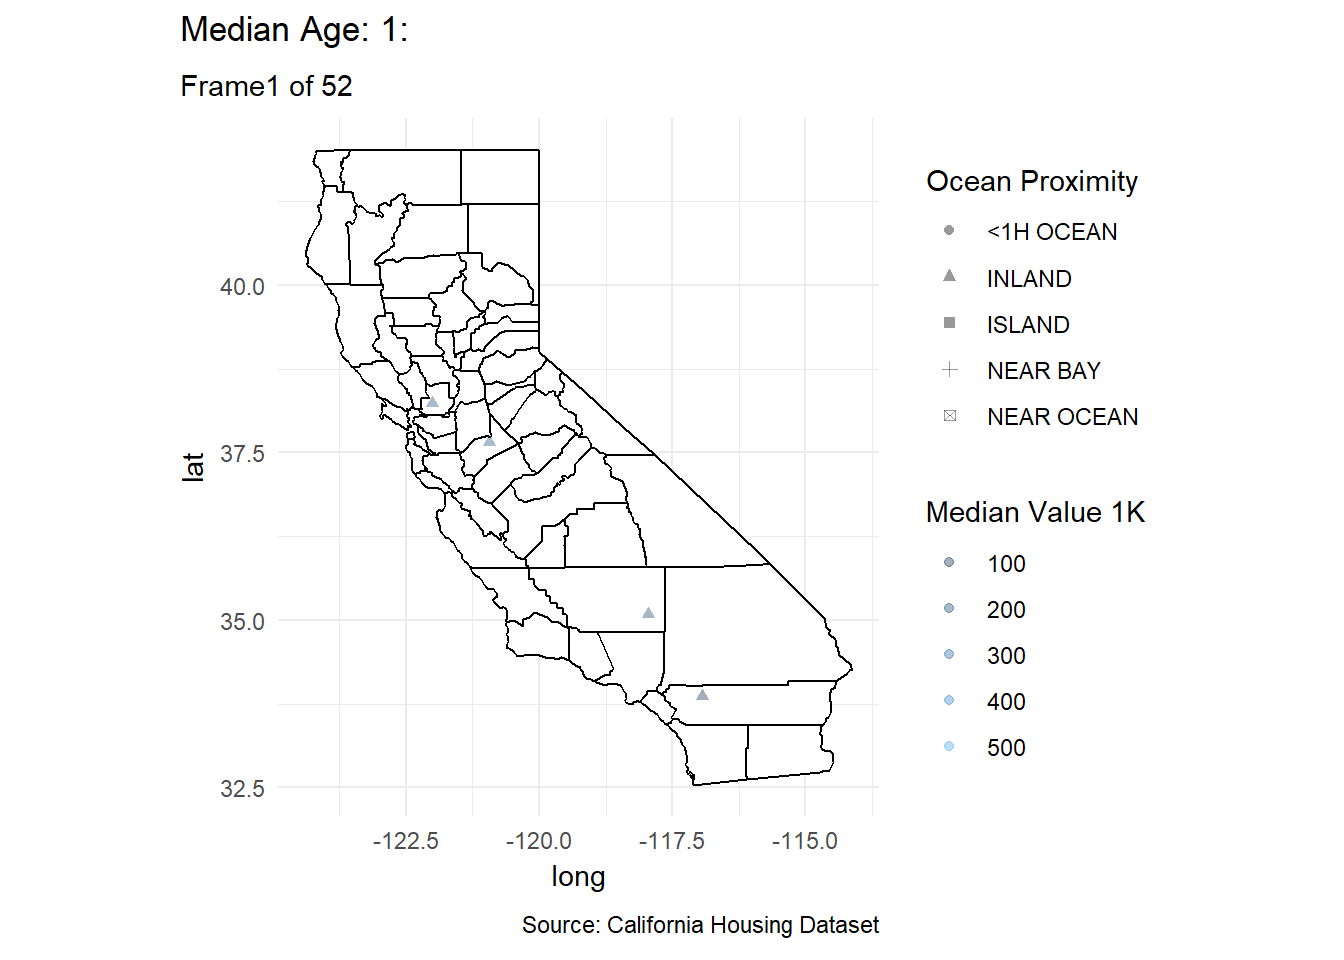 Median Age: 1:
Frame1 of 52
Ocean Proximity
<1H OCEAN
INLAND
ISLAND
NEAR BAY
NEAR OCEAN
Median Value 1K
100
200
300
400
500
lat
40.0
37.5
35.0
32.5
-122.5 -120.0 -117.5 -115.0
long
Source: California Housing Dataset